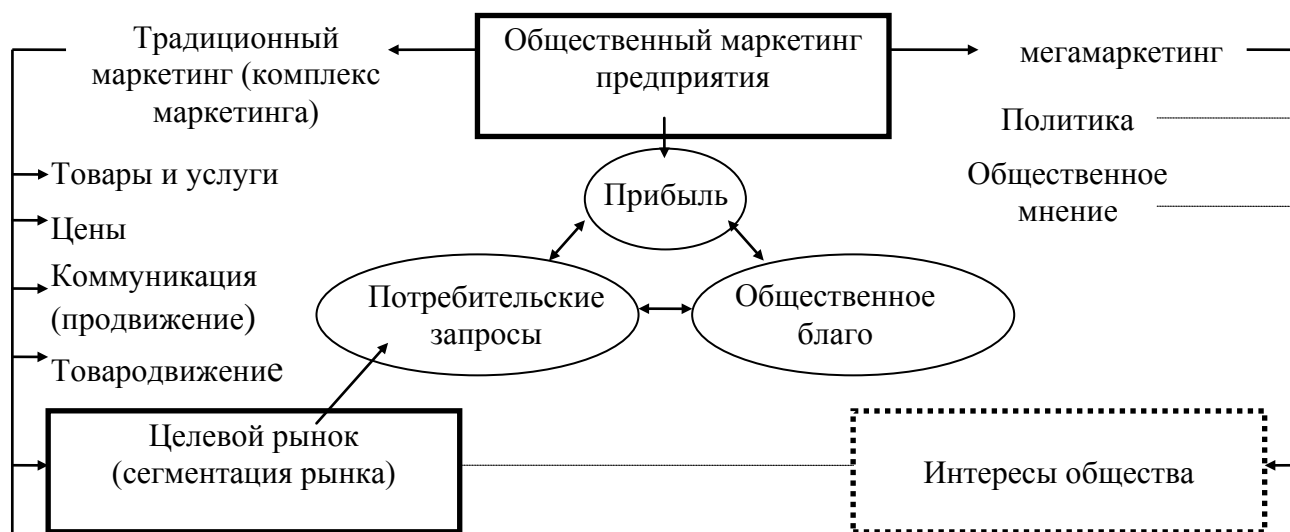 Традиционный
маркетинг (комплекс
маркетинга)
Общественный маркетинг
предприятия
мегамаркетинг
Политика
Общественное
мнение
Товары и услуги
Цены
Коммуникация
(продвижение)
Товародвижение
Прибыль
Потребительские
запросы
Общественное
благо
Целевой рынок
(сегментация рынка)
Интересы общества